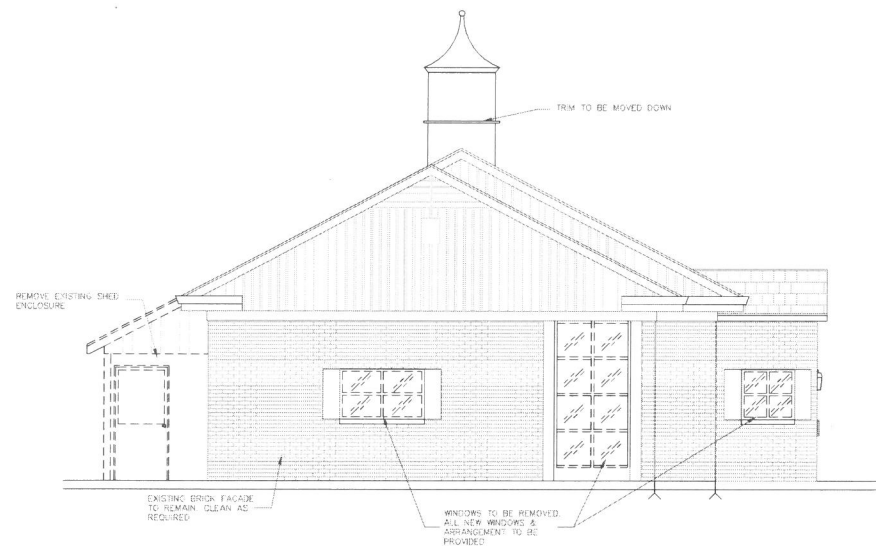 TRIM TO BE MOVED DOWN
REMOVE EXISTING SHED
ENCLOSURE
EXISTING BRICK FACADE
TO REMAIN. CLEAN AS
REQUIRED
WINDOWS TO BE REMOVED.
ALL NEW WINDOWS &
ARRANGEMENT TO BE
PROVIDED